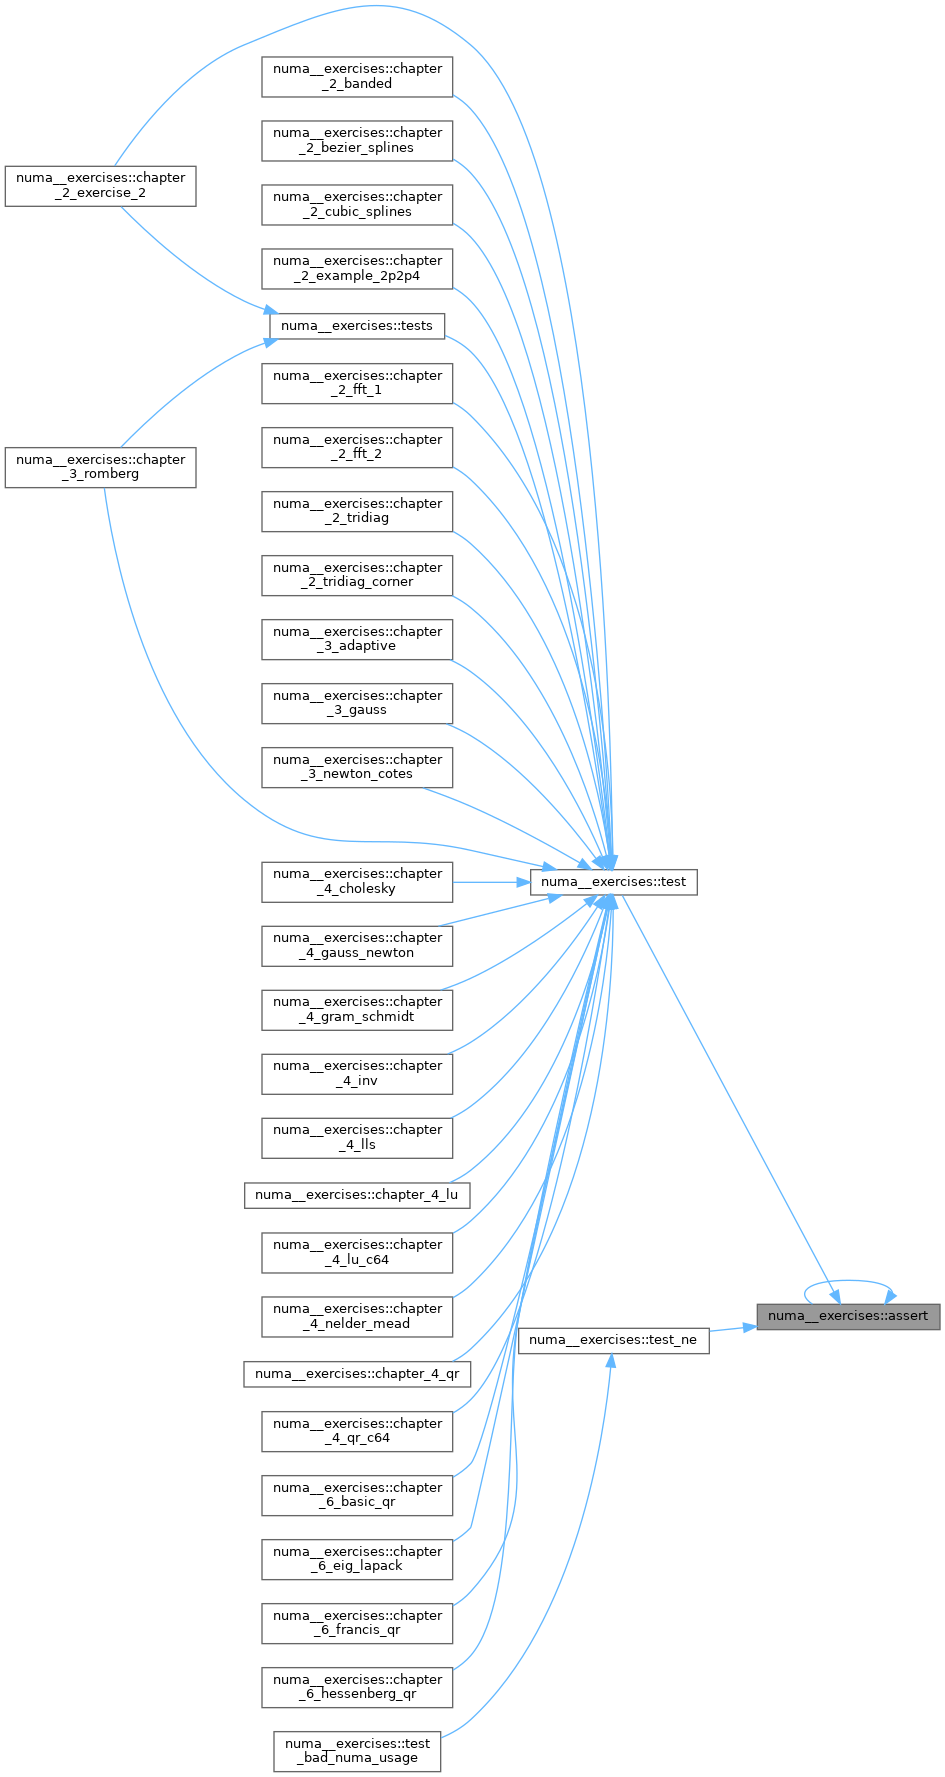 numa__exercises::chapter
_2_banded
numa__exercises::chapter
_2_bezier_splines
numa__exercises::chapter
_2_exercise_2
numa__exercises::chapter
_2_cubic_splines
numa__exercises::chapter
_2_example_2p2p4
numa__exercises::tests
numa__exercises::chapter
_2_fft_1
numa__exercises::chapter
_2_fft_2
numa__exercises::chapter
_3_romberg
numa__exercises::chapter
_2_tridiag
numa__exercises::chapter
_2_tridiag_corner
numa__exercises::chapter
_3_adaptive
numa__exercises::chapter
_3_gauss
numa__exercises::chapter
_3_newton_cotes
numa__exercises::chapter
_4_cholesky
numa__exercises::test
numa__exercises::chapter
_4_gauss_newton
numa__exercises::chapter
_4_gram_schmidt
numa__exercises::chapter
_4_inv
numa__exercises::chapter
_4_lls
numa__exercises::chapter_4_lu
numa__exercises::chapter
_4_lu_c64
numa__exercises::chapter
_4_nelder_mead
numa__exercises::assert
numa__exercises::test_ne
numa__exercises::chapter_4_qr
numa__exercises::chapter
_4_qr_c64
numa__exercises::chapter
_6_basic_qr
numa__exercises::chapter
_6_eig_lapack
numa__exercises::chapter
_6_francis_qr
numa__exercises::chapter
_6_hessenberg_qr
numa__exercises::test
_bad_numa_usage